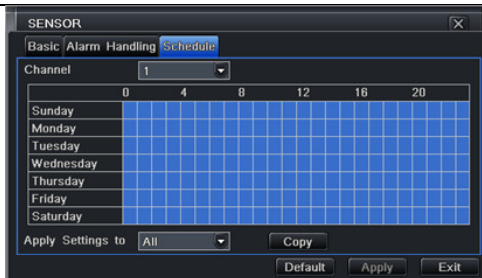 SENSOR
Basic Alarm Handling Schedule
Channel 1
0 4 8 12 16 20
Sunday
Monday
Tuesday
Wednesday
Thursday
Friday
Saturday
Apply Settings to All Copy
Default Apply Exit